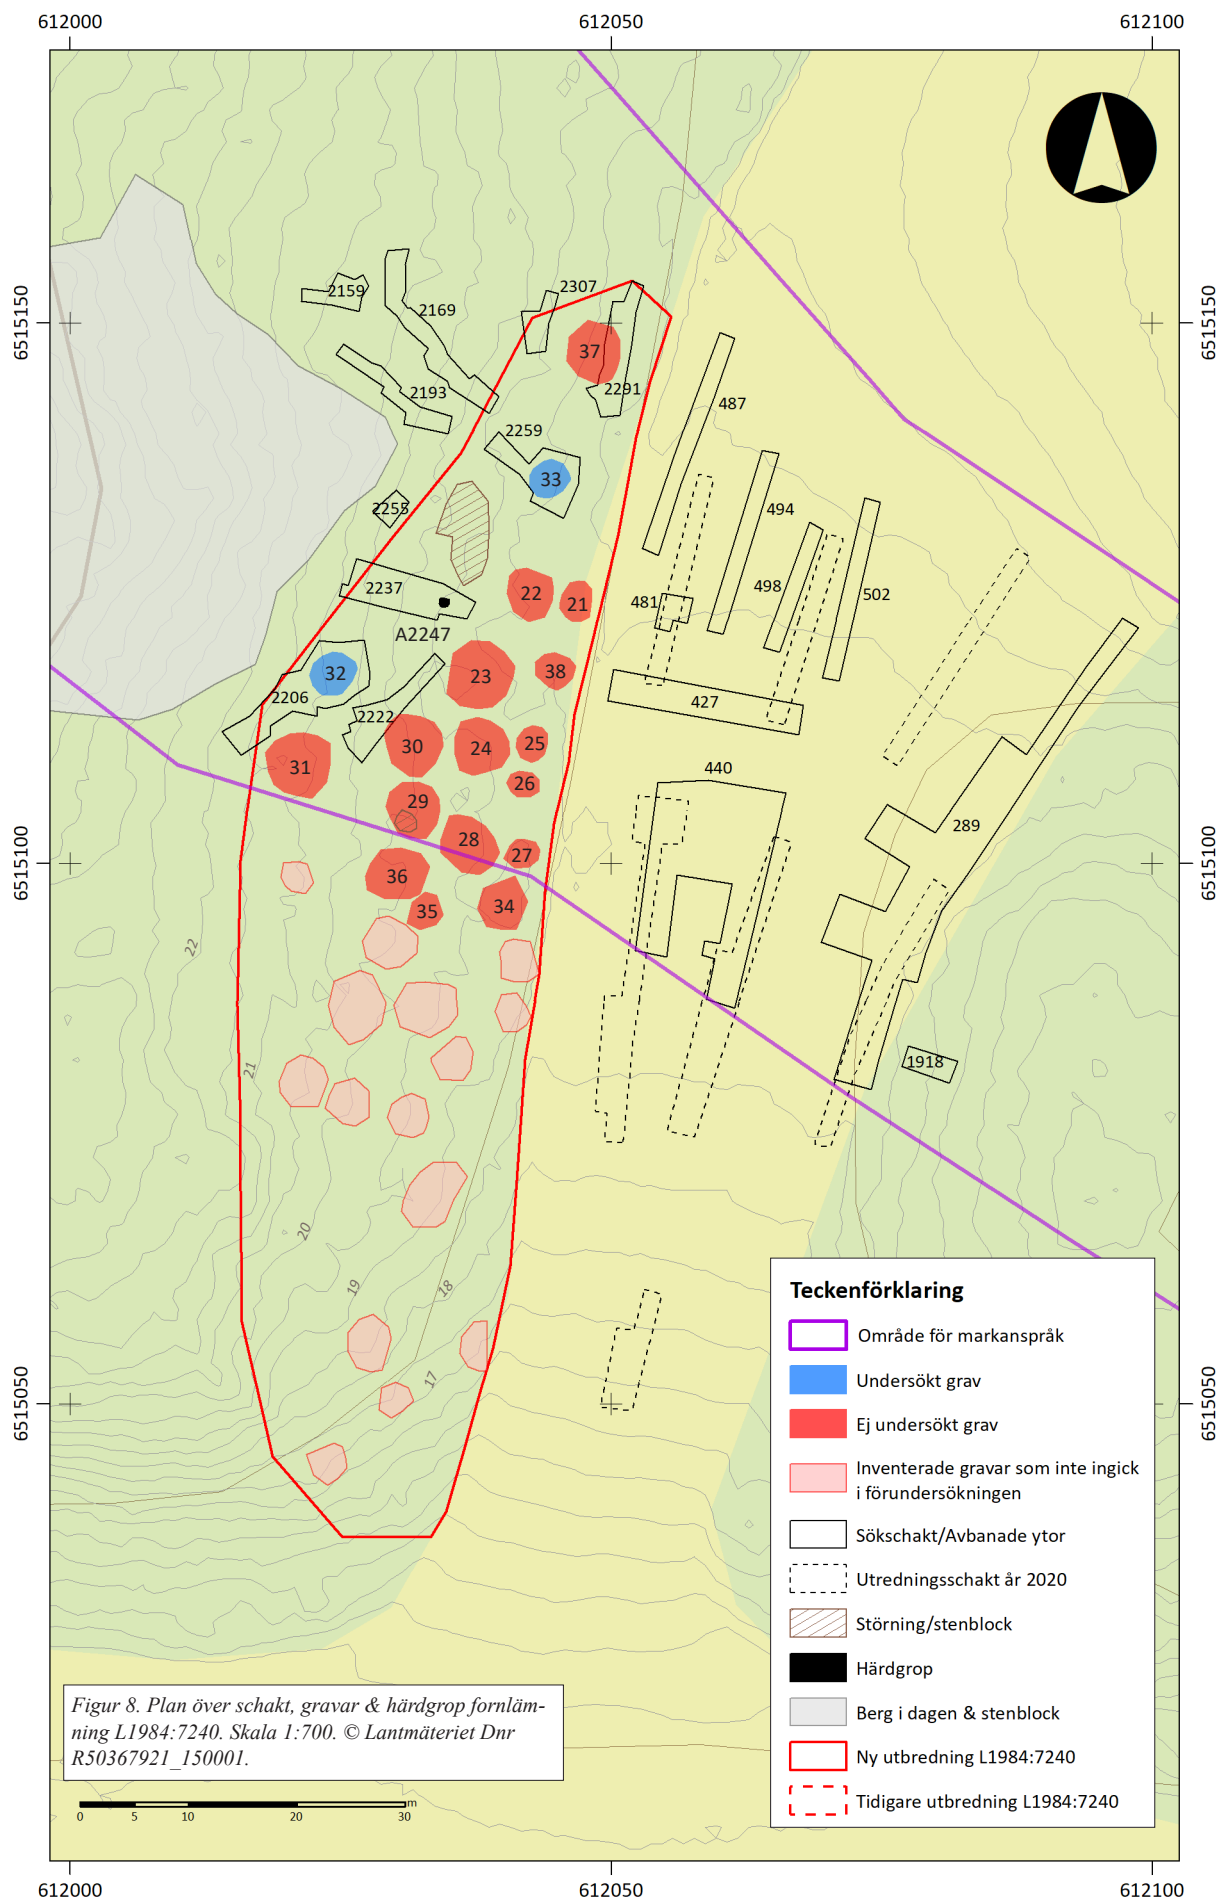 612000
612050
612100
6515150
6515150
2307
2159
2169
37
2291
2193
487
2259
33
494
2255
2237
22
21
481
498
502
A2247
32
23
38
2206
427
2222
30
24
25
31
440
26
29
289
28
27
6515100
6515100
36
35
34
22
21
1918
20
19
18
17
6515050
6515050
Teckenförklaring
Område för markanspråk
Undersökt grav
Ej undersökt grav
Inventerade gravar som inte ingick
i förundersökningen
Sökschakt/Avbanade ytor
Utredningsschakt år 2020
Störning/stenblock
Härdgrop
Berg i dagen & stenblock
Ny utbredning L1984:7240
Tidigare utbredning L1984:7240
Figur 8. Plan över schakt, gravar & härdgrop fornläm-
ning L1984:7240. Skala 1:700. © Lantmäteriet Dnr
R50367921_150001.
m
0 5 10 20 30
612000
612050
612100